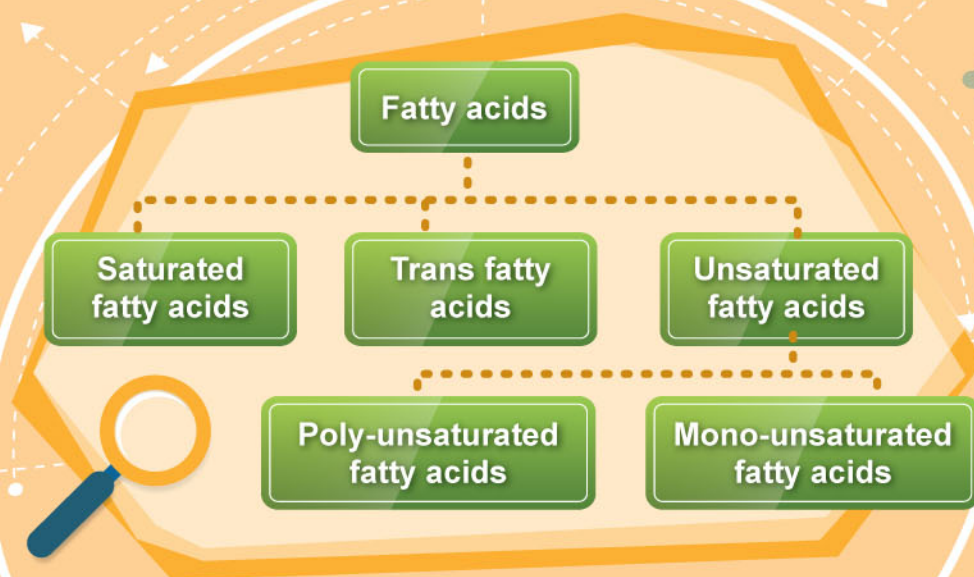 Fatty acids
Saturated
fatty acids
Trans fatty
acids
Unsaturated
fatty acids
Poly-unsaturated
fatty acids
Mono-unsaturated
fatty acids